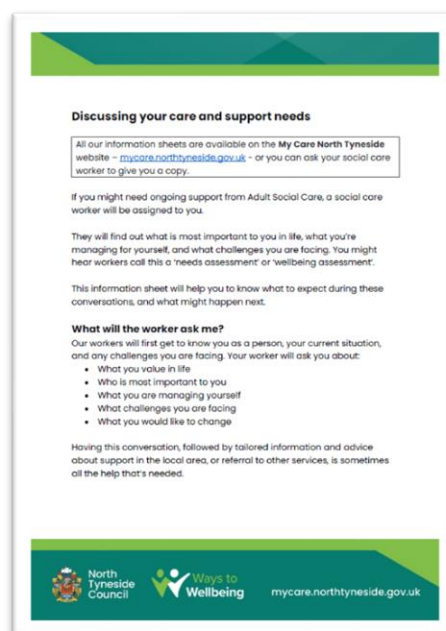 Discussing your care and support needs
All our information sheets are available on the My Care North Tyneside
website – mycare.northtyneside.gov.uk - or you can ask your social care
worker to give you a copy.
If you might need ongoing support from Adult Social Care, a social care
worker will be assigned to you.
They will find out what is most important to you in life, what you're
managing for yourself, and what challenges you are facing. You might
hear workers call this a 'needs assessment' or 'wellbeing assessment'.
This information sheet will help you to know what to expect during these
conversations, and what might happen next.
What will the worker ask me?
Our workers will first get to know you as a person, your current situation,
and any challenges you are facing. Your worker will ask you about:
• What you value in life
• Who is most important to you
• What you are managing yourself
• What challenges you are facing
• What you would like to change
Having this conversation, followed by tailored information and advice
about support in the local area, or referral to other services, is sometimes
all the help that's needed.
North
Tyneside
Council
Ways to
Wellbeing
mycare.northtyneside.gov.uk